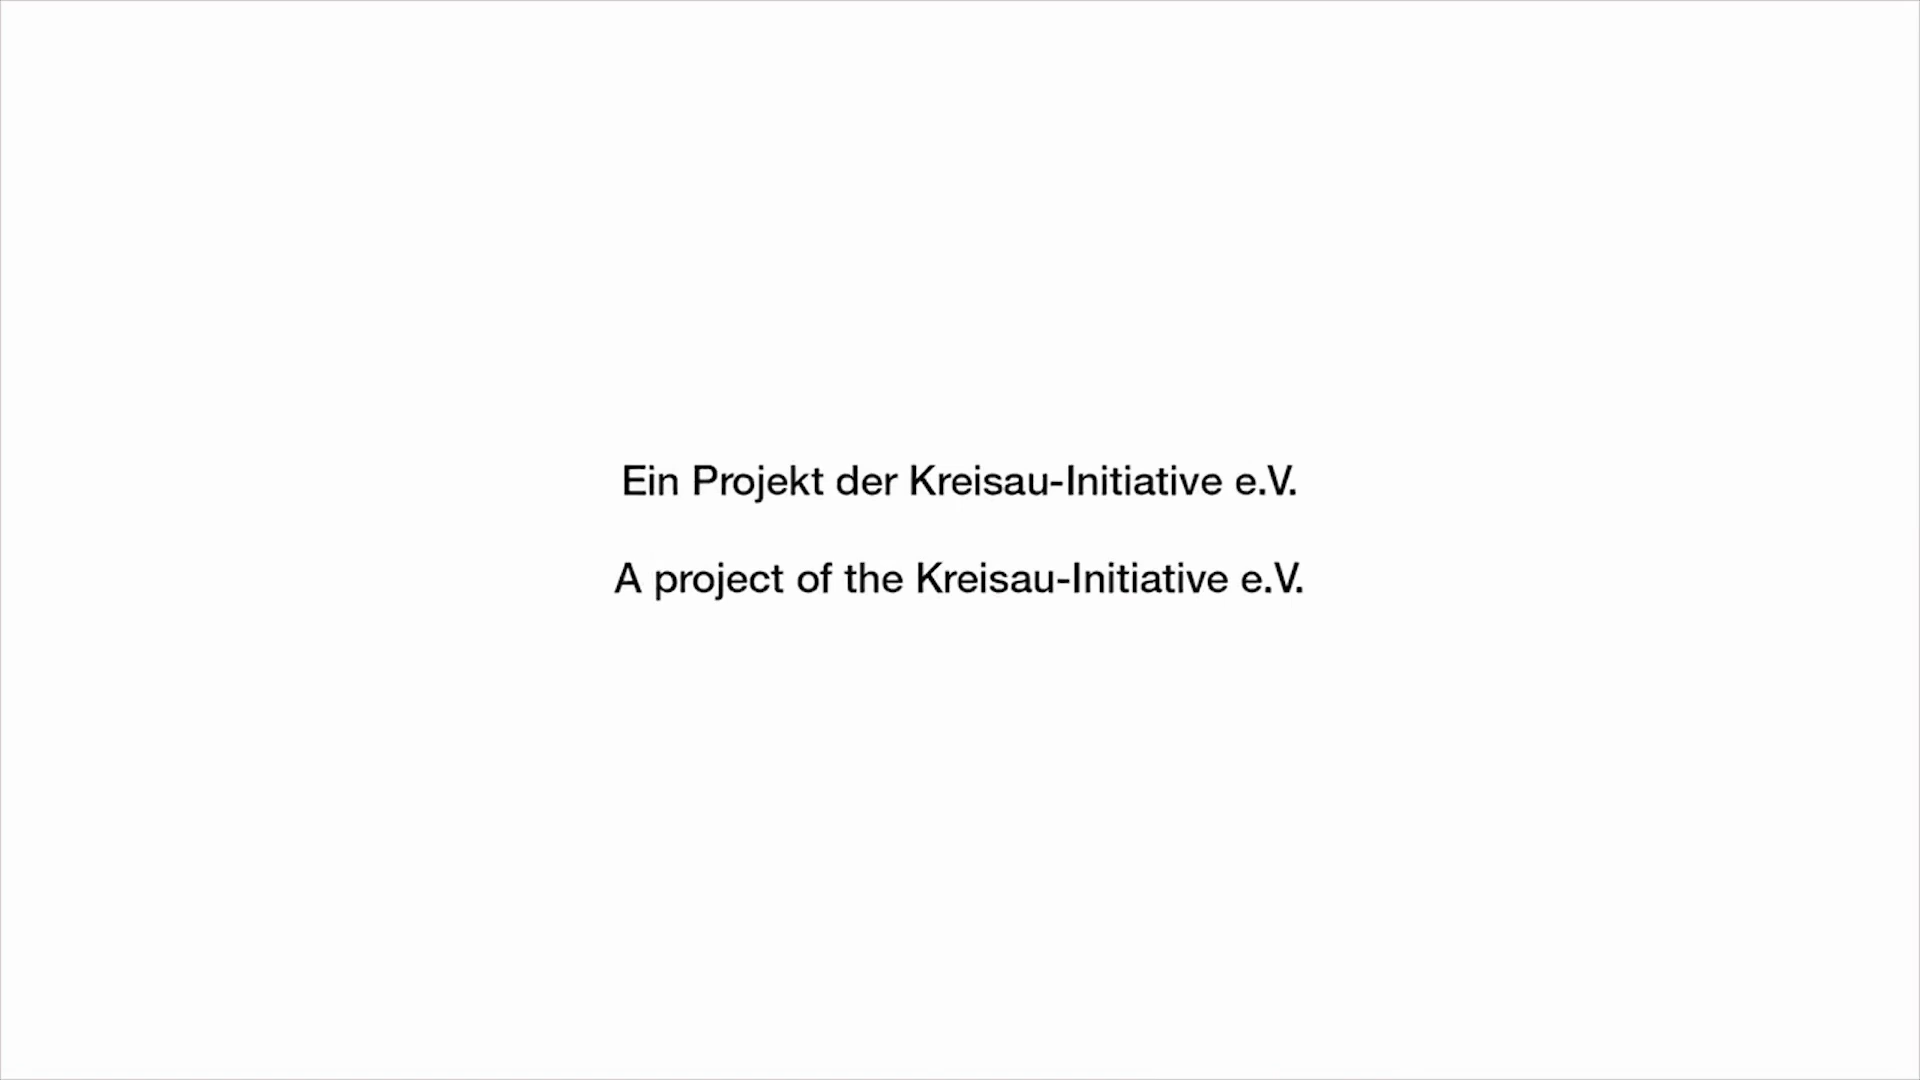 Ein Projekt der Kreisau-Initiative e.V.
A project of the Kreisau-Initiative e.V.